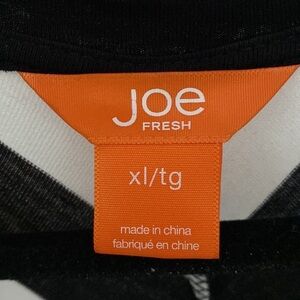 Joe
FRESH
xl/tg
made in china
fabriqué en chine